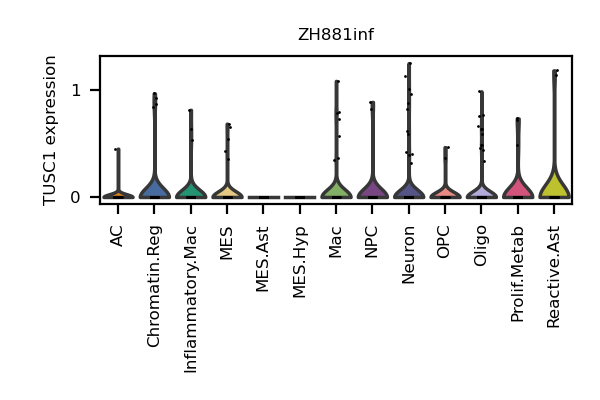 ZH881inf
TUSC1 expression
1
0
AC
Chromatin.Reg
Inflammatory.Mac
MES
MES.Ast
MES.Hyp
Mac
NPC
Neuron
OPC
Oligo
Prolif.Metab
Reactive.Ast